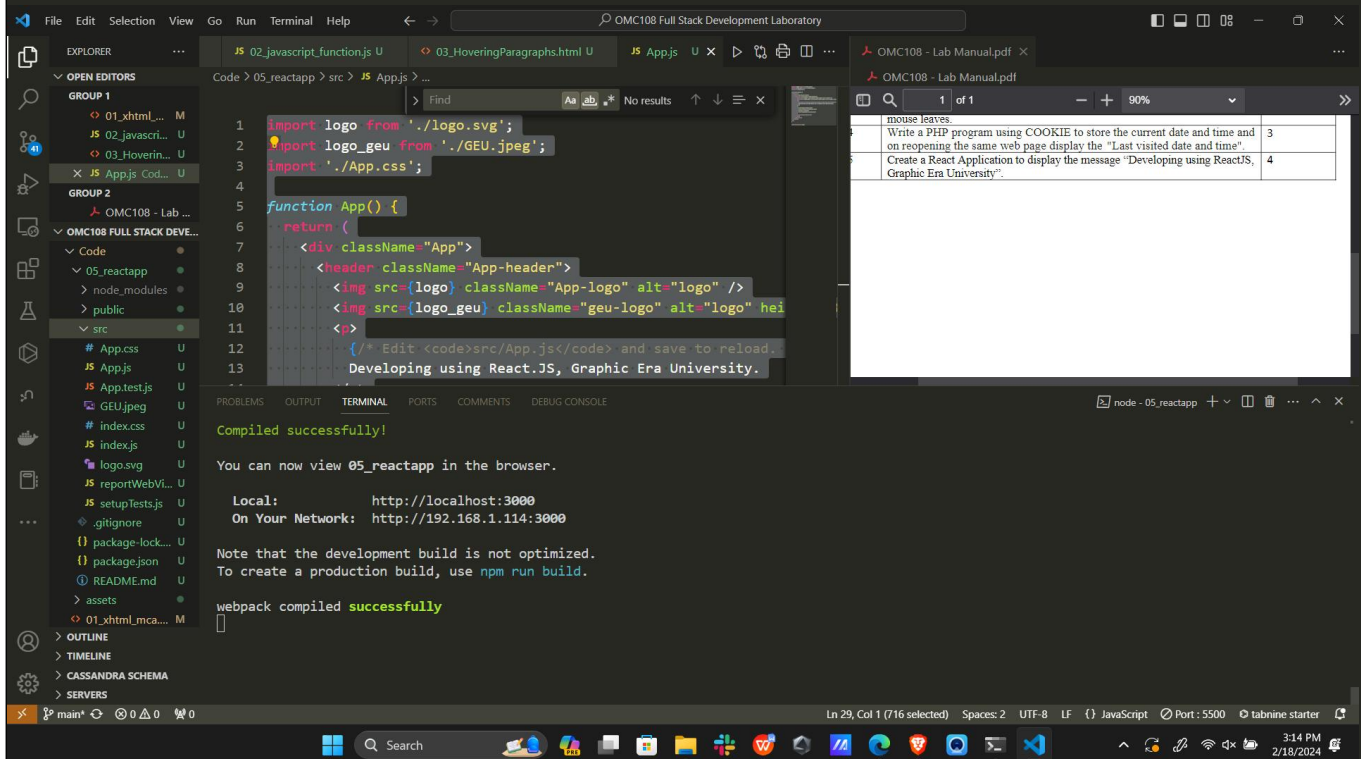 File Edit Selection View Go Run Terminal Help OMC108 Full Stack Development Laboratory
EXPLORER
OPEN EDITORS
GROUP 1
01_xhtml_... M
JS 02_javascri... U
03_Hoverin... U
JS App.js Cod... U
GROUP 2
OMC108 - Lab ...
OMC108 FULL STACK DEVE...
Code
05_reactapp
node_modules
public
src
# App.css U
JS App.js U
JS App.test.js U
GEU.jpeg U
# index.css U
JS index.js U
logo.svg U
JS reportWebVi... U
JS setupTests.js U
.gitignore U
{} package-lock.... U
{} package.json U
README.md U
assets
01_xhtml_mca.... M
OUTLINE
TIMELINE
CASSANDRA SCHEMA
SERVERS
41
JS 02_javascript_function.js U 03_HoveringParagraphs.html U JS App.js U
Code > 05_reactapp > src > JS App.js > ...
Find Aa ab .* No results
1 import logo from './logo.svg';
2 import logo_geu from './GEU.jpeg';
3 import './App.css';
4
5 function App() {
6 return (
7 <div className="App">
8 <header className="App-header">
9 <img src={logo} className="App-logo" alt="logo" />
10 <img src={logo_geu} className="geu-logo" alt="logo" hei
11 <p>
12 {/* Edit <code>src/App.js</code> and save to reload.
13 Developing using React.JS, Graphic Era University.
OMC108 - Lab Manual.pdf
OMC108 - Lab Manual.pdf
1 of 1 90%
mouse leaves.
Write a PHP program using COOKIE to store the current date and time and 3
on reopening the same web page display the "Last visited date and time".
Create a React Application to display the message “Developing using ReactJS, 4
Graphic Era University”.
PROBLEMS OUTPUT TERMINAL PORTS COMMENTS DEBUG CONSOLE node - 05_reactapp
Compiled successfully!
You can now view 05_reactapp in the browser.
Local: http://localhost:3000
On Your Network: http://192.168.1.114:3000
Note that the development build is not optimized.
To create a production build, use npm run build.
webpack compiled successfully
main* 0 0 0 Ln 29, Col 1 (716 selected) Spaces: 2 UTF-8 LF {} JavaScript Port : 5500 tabnine starter
Search PRE 3:14 PM
2/18/2024